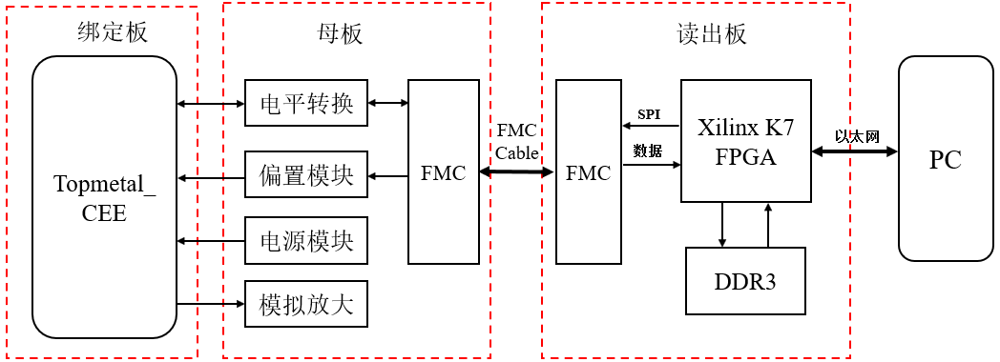 绑定板
母板
读出板
Topmetal_
CEE
电平转换
偏置模块
电源模块
模拟放大
FMC
FMC
Cable
FMC
SPI
数据
Xilinx K7
FPGA
DDR3
以太网
PC